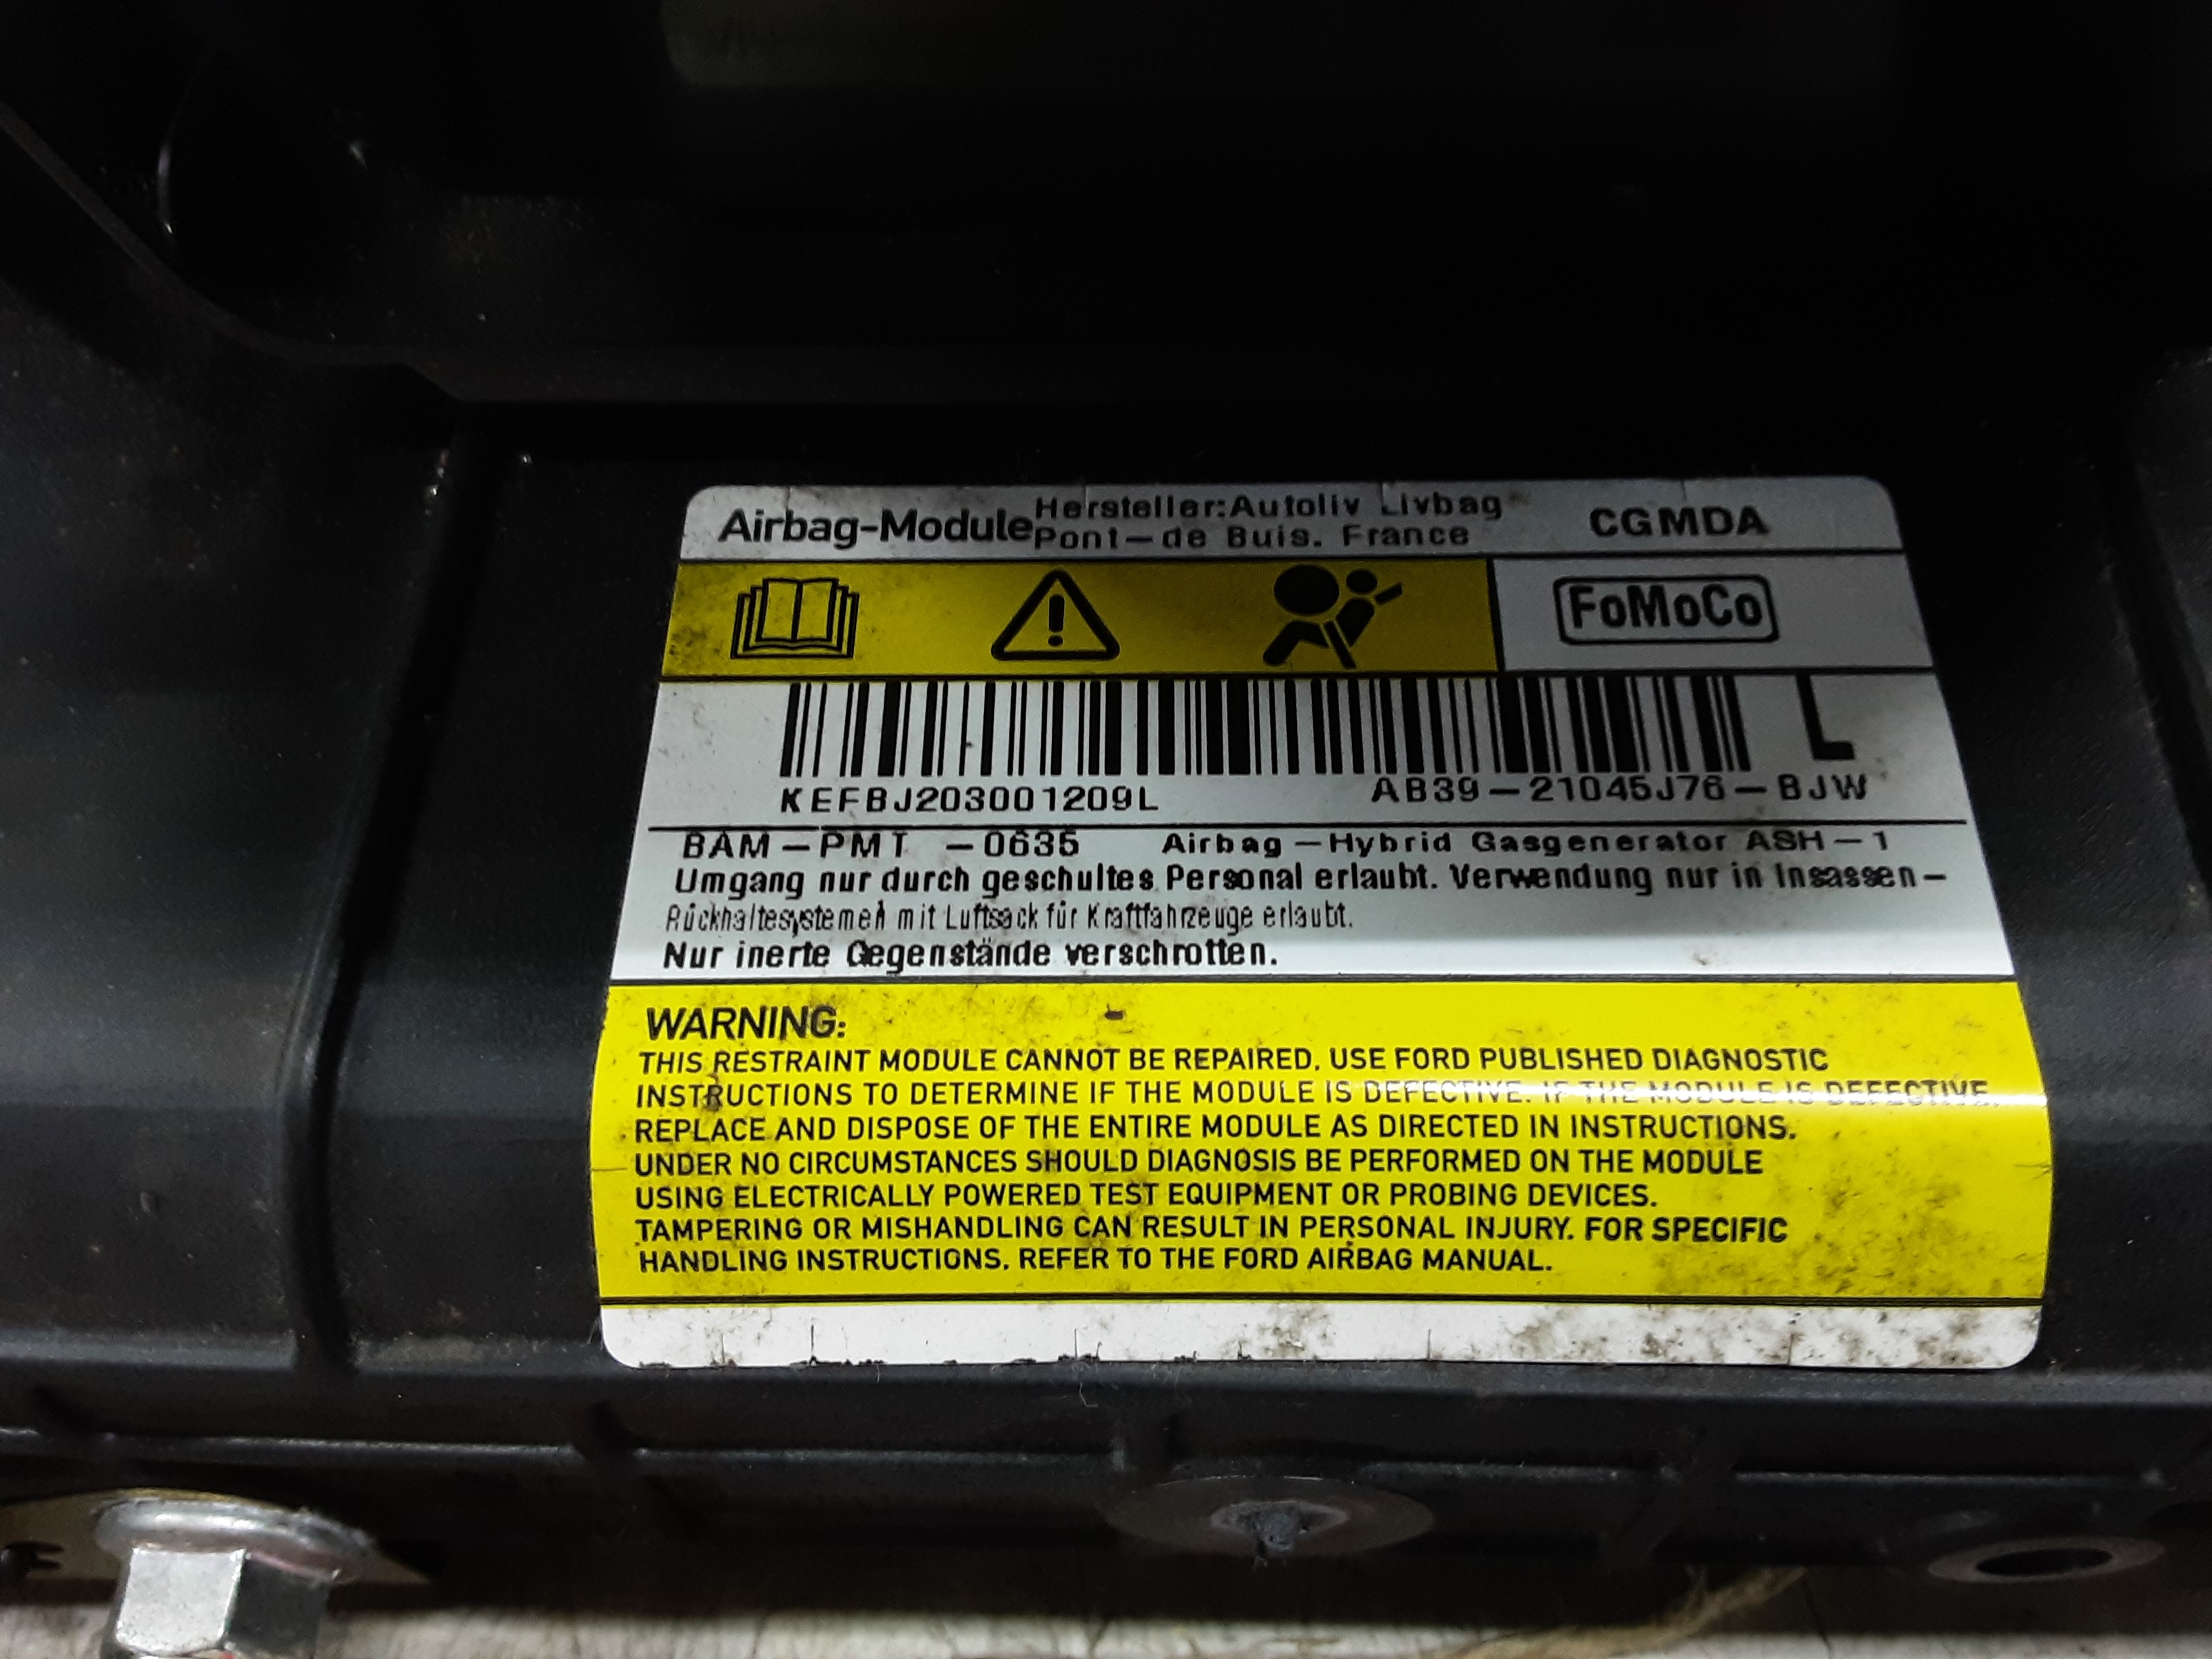 Airbag-Module Hersteller:Autoliv Livbag CGMDA
Pont-de Buis. France
FoMoCo
L
KEFBJ203001209L AB39-21045J76-BJW
BAM-PMT -0635 Airbag-Hybrid Gasgenerator ASH-1
Umgang nur durch geschultes Personal erlaubt. Verwendung nur in Insassen-
Rückhaltesystemen mit Luftsack für Kraftfahrzeuge erlaubt.
Nur inerte Gegenstände verschrotten.
WARNING:
THIS RESTRAINT MODULE CANNOT BE REPAIRED. USE FORD PUBLISHED DIAGNOSTIC
INSTRUCTIONS TO DETERMINE IF THE MODULE IS DEFECTIVE. IF THE MODULE IS DEFECTIVE,
REPLACE AND DISPOSE OF THE ENTIRE MODULE AS DIRECTED IN INSTRUCTIONS.
UNDER NO CIRCUMSTANCES SHOULD DIAGNOSIS BE PERFORMED ON THE MODULE
USING ELECTRICALLY POWERED TEST EQUIPMENT OR PROBING DEVICES.
TAMPERING OR MISHANDLING CAN RESULT IN PERSONAL INJURY. FOR SPECIFIC
HANDLING INSTRUCTIONS, REFER TO THE FORD AIRBAG MANUAL.